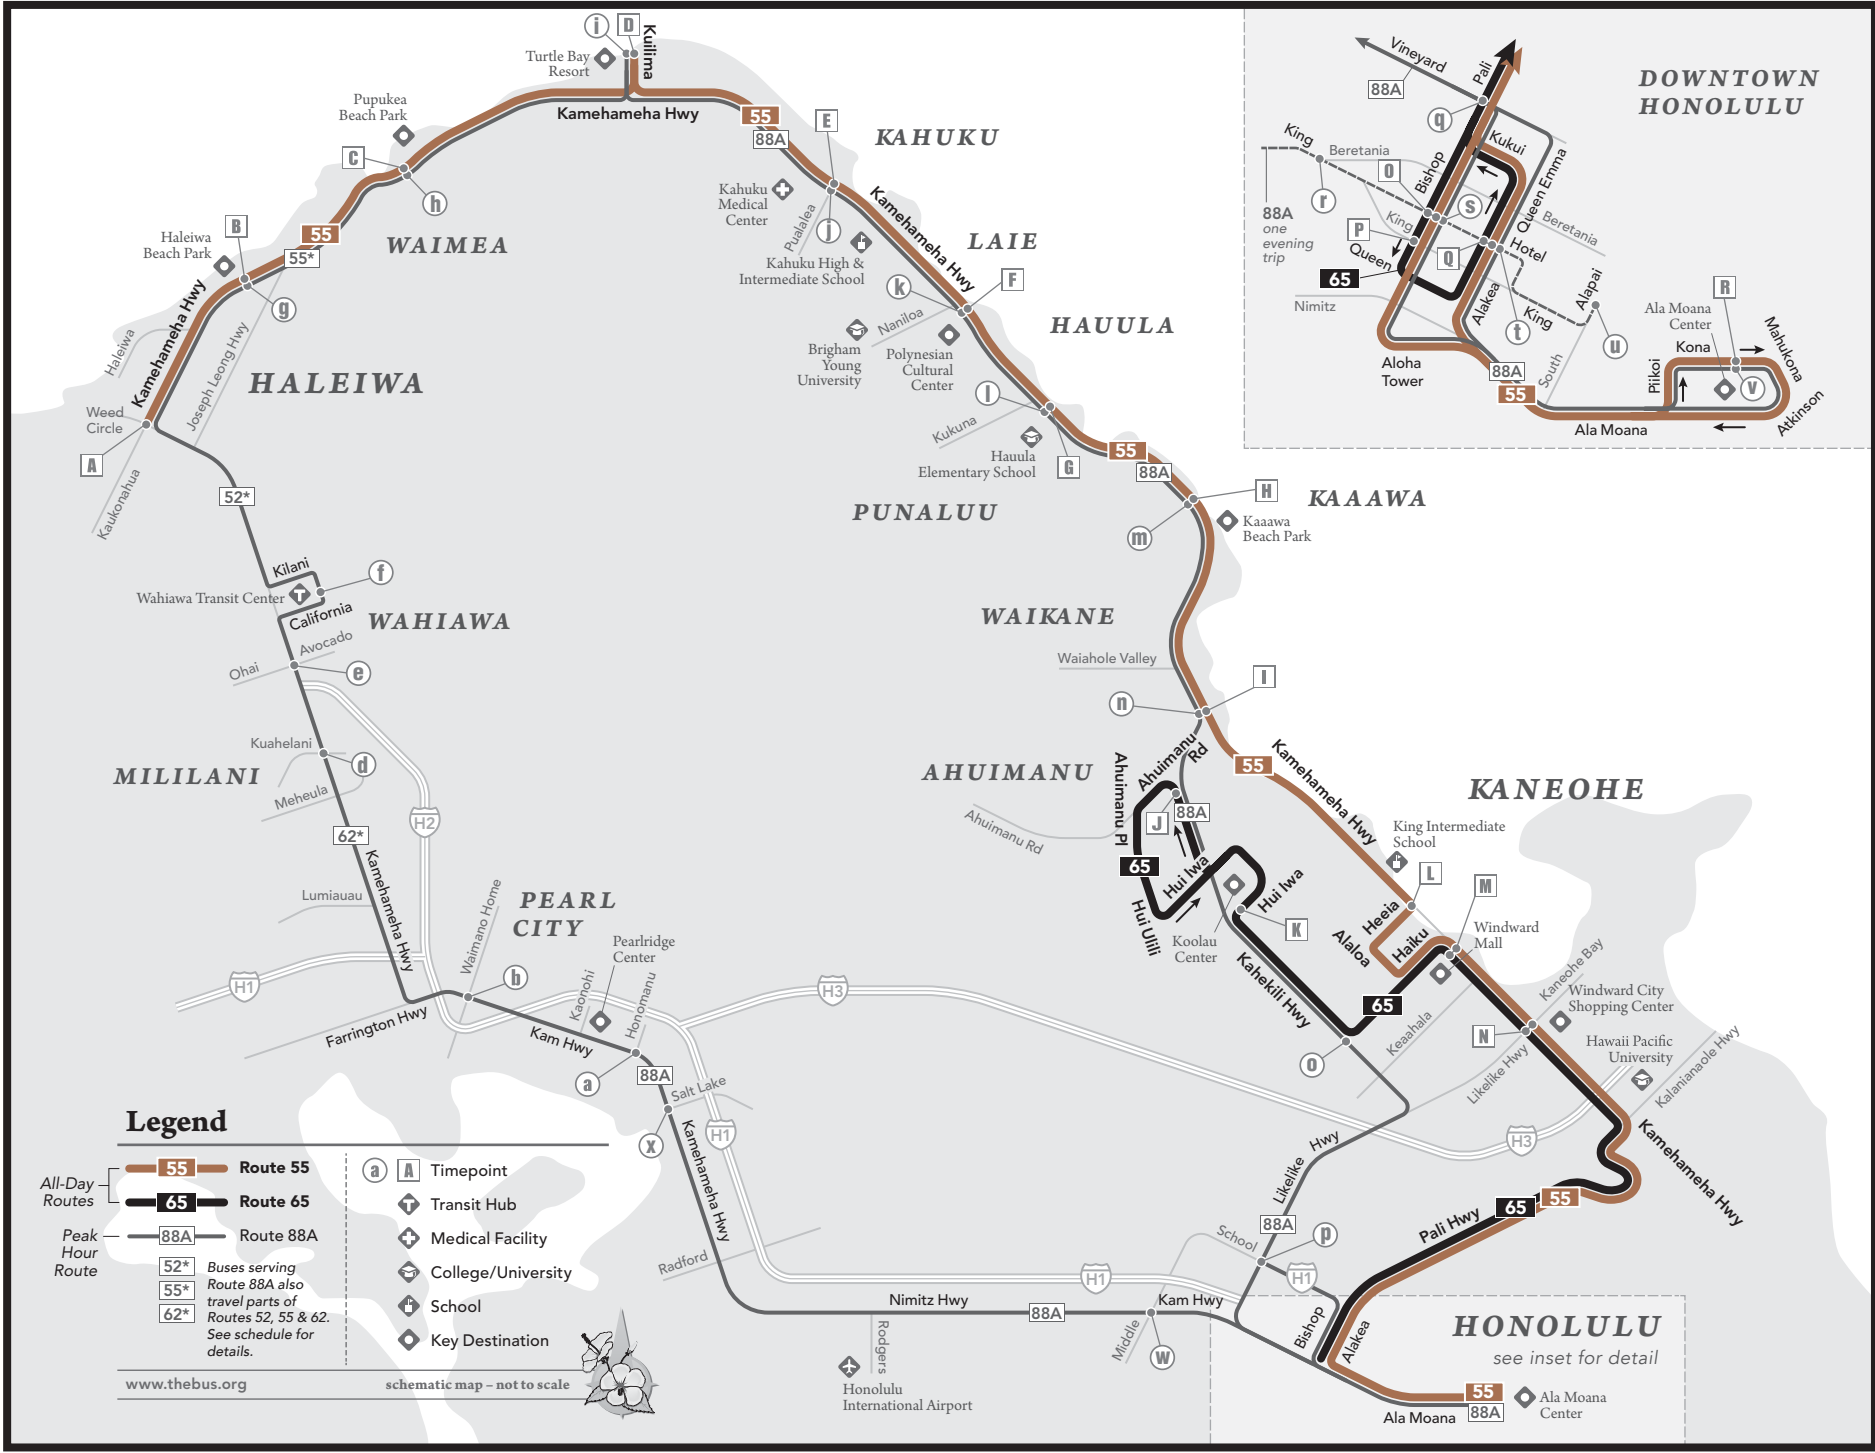 i
D
Kuilima
Turtle Bay
Resort
Kamehameha Hwy
55
88A
E
KAHUKU
Pupukea
Beach Park
C
h
Kahuku
Medical
Center
Pualalea
j
Kamehameha Hwy
LAIE
Kahuku High &
Intermediate School
k
F
B
Haleiwa
Beach Park
55
55*
WAIMEA
g
Kamehameha Hwy
Haleiwa
Joseph Leong Hwy
HALEIWA
Weed
Circle
A
Kaukonahua
Naniloa
Brigham
Young
University
Polynesian
Cultural
Center
HAUULA
l
Kukuna
Hauula
Elementary School
G
55
88A
PUNALUU
H
KAAAWA
Kaaawa
Beach Park
m
52*
Kilani
f
Wahiawa Transit Center
California
WAHIAWA
Avocado
Ohai
e
WAIKANE
Waiahole Valley
I
n
Kuahelani
d
MILILANI
Meheula
H2
62*
Kamehameha Hwy
Lumiauau
AHUIMANU
Ahuimanu Rd
Ahuimanu
Rd
Ahuimanu Pl
J
88A
65
Hui Iwa
Hui Ulili
Hui Iwa
K
Koolau
Center
Kahekili Hwy
55
Kamehameha Hwy
KANEOHE
King Intermediate
School
L
M
Heeia
Alaloa
Haiku
Windward
Mall
65
Kaneohe Bay
Windward City
Shopping Center
N
Keaahala
Likelike Hwy
Hawaii Pacific
University
Kalanianaole Hwy
o
H3
Kamehameha Hwy
PEARL
CITY
Waimano Home
Pearlridge
Center
b
Kaonohi
Honomanu
H1
Farrington Hwy
Kam Hwy
H3
a
88A
Salt Lake
x
H1
Kamehameha Hwy
Radford
Likelike
Hwy
88A
School
p
H1
65
55
Pali Hwy
H1
Nimitz Hwy
88A
Kam Hwy
Rodgers
Middle
w
Honolulu
International Airport
Bishop
Alakea
HONOLULU
see inset for detail
55
88A
Ala Moana
Ala Moana
Center
DOWNTOWN
HONOLULU
Vineyard
88A
Pali
q
King
Beretania
r
Bishop
Kukui
O
s
Queen Emma
88A
one
evening
trip
P
King
Queen
Q
Beretania
Hotel
65
Nimitz
Alakea
Alapai
King
t
u
South
Aloha
Tower
88A
55
Ala Moana
Center
R
Kona
Mahukona
Piikoi
v
Atkinson
Ala Moana
Legend
All-Day
Routes
55
Route 55
65
Route 65
Peak
Hour
Route
88A
Route 88A
52*
55*
62*
Buses serving
Route 88A also
travel parts of
Routes 52, 55 & 62.
See schedule for
details.
a
A
Timepoint
Transit Hub
Medical Facility
College/University
School
Key Destination
www.thebus.org
schematic map – not to scale